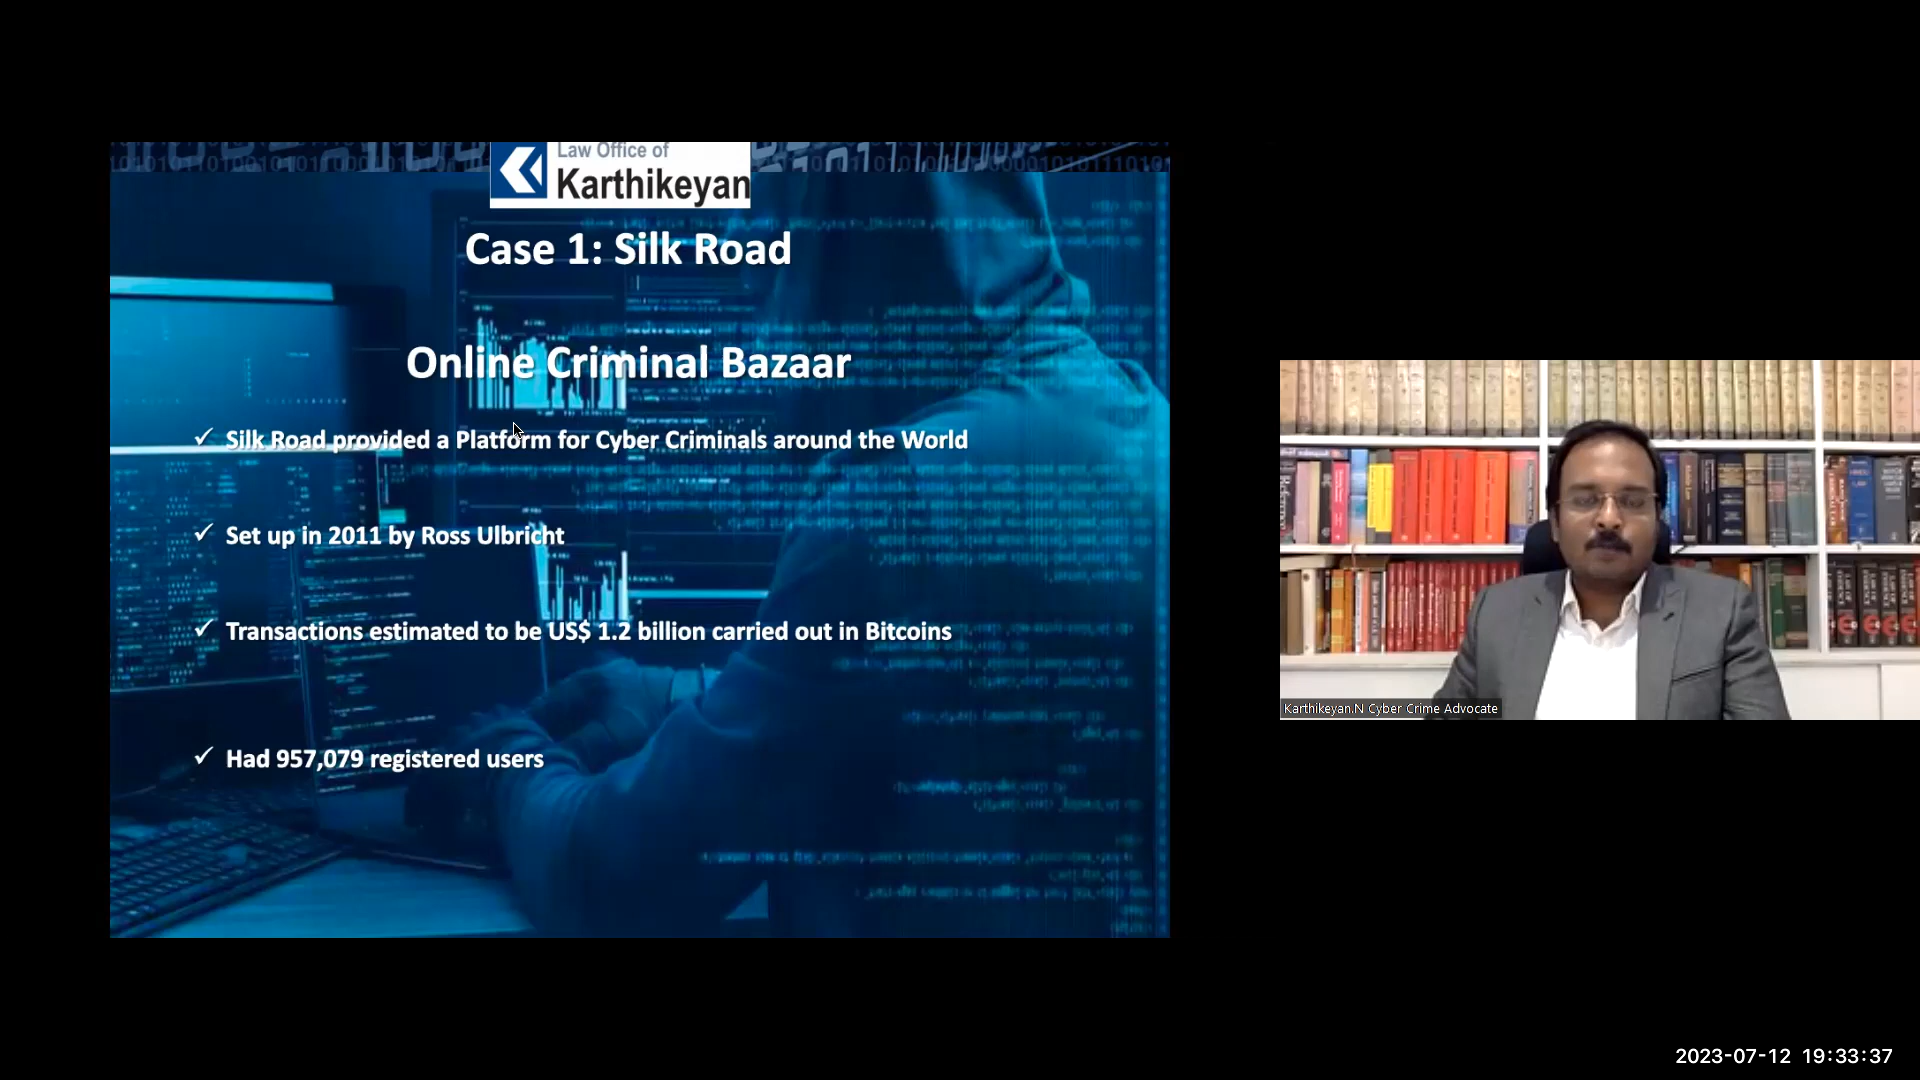 Law Office of
Karthikeyan
Case 1: Silk Road
Online Criminal Bazaar
✓ Silk Road provided a Platform for Cyber Criminals around the World
✓ Set up in 2011 by Ross Ulbricht
✓ Transactions estimated to be US$ 1.2 billion carried out in Bitcoins
✓ Had 957,079 registered users
Karthikeyan.N Cyber Crime Advocate
2023-07-12 19:33:37